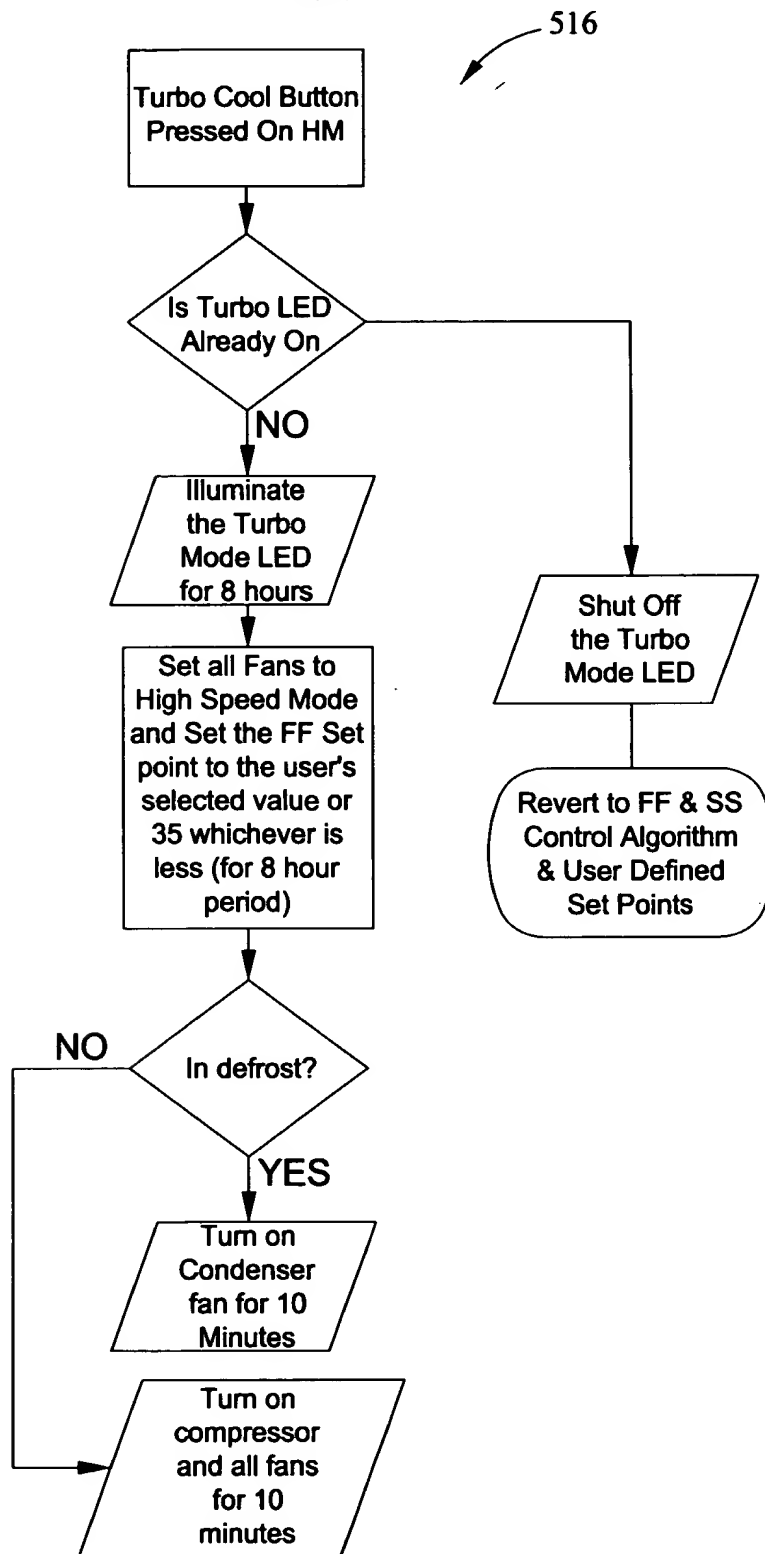 516
Turbo Cool Button
Pressed On HM
Is Turbo LED
Already On
NO
Illuminate
the Turbo
Mode LED
for 8 hours
Set all Fans to
High Speed Mode
and Set the FF Set
point to the user's
selected value or
35 whichever is
less (for 8 hour
period)
Shut Off
the Turbo
Mode LED
Revert to FF & SS
Control Algorithm
& User Defined
Set Points
In defrost?
NO
YES
Turn on
Condenser
fan for 10
Minutes
Turn on
compressor
and all fans
for 10
minutes